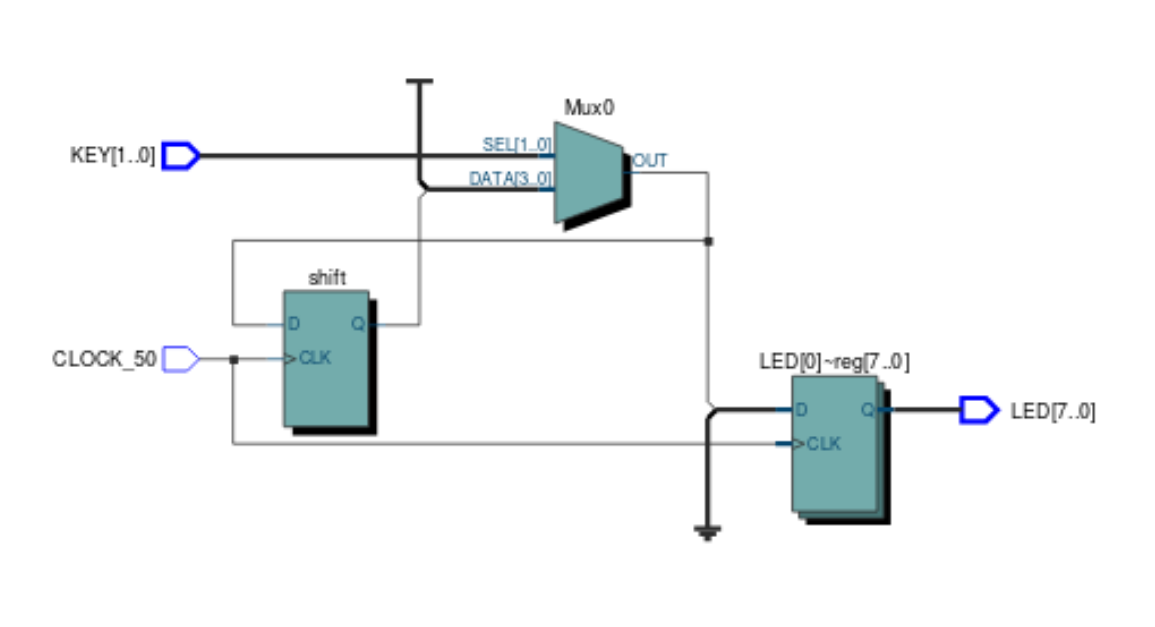 Mux0
KEY[1..0]
SEL[1..0]
OUT
DATA[3..0]
shift
D
Q
CLOCK_50
CLK
LED[0]~reg[7..0]
D
Q
LED[7..0]
CLK